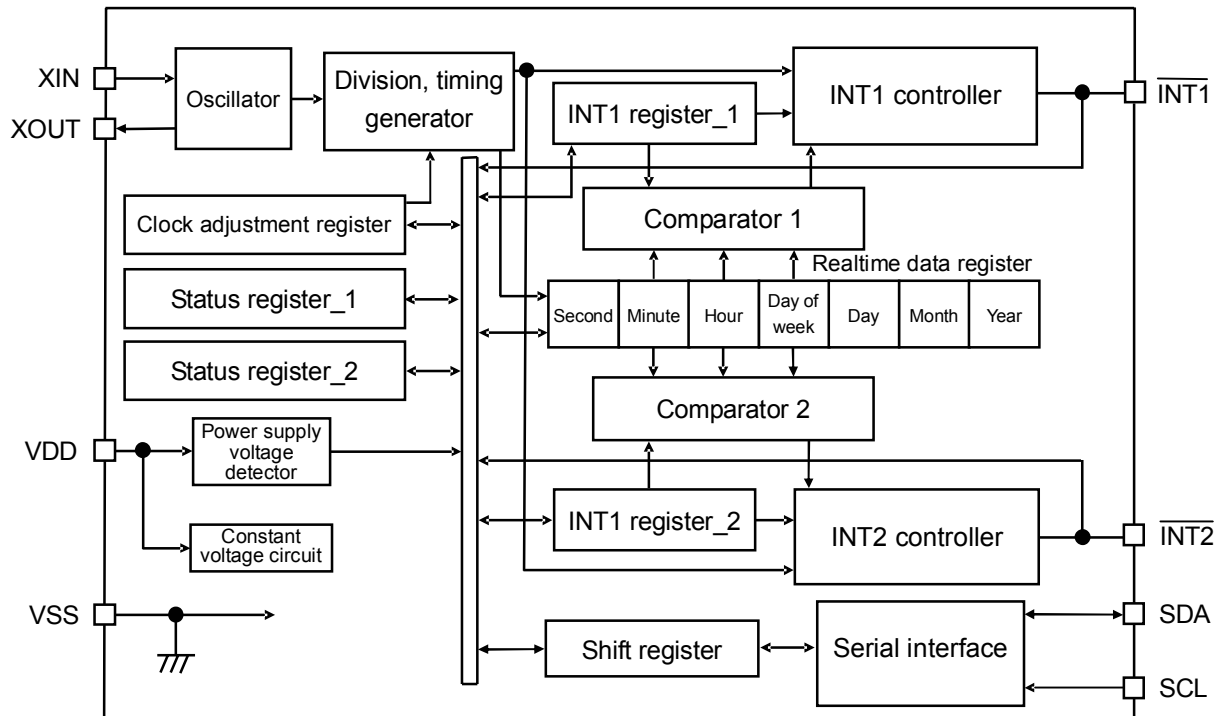 XIN
XOUT
Oscillator
Division, timing
generator
INT1 register_1
INT1 controller
INT1
Clock adjustment register
Comparator 1
Realtime data register
Status register_1
Second
Minute
Hour
Day of
week
Day
Month
Year
Status register_2
Comparator 2
VDD
Power supply
voltage
detector
Constant
voltage circuit
INT1 register_2
INT2 controller
INT2
VSS
Shift register
Serial interface
SDA
SCL